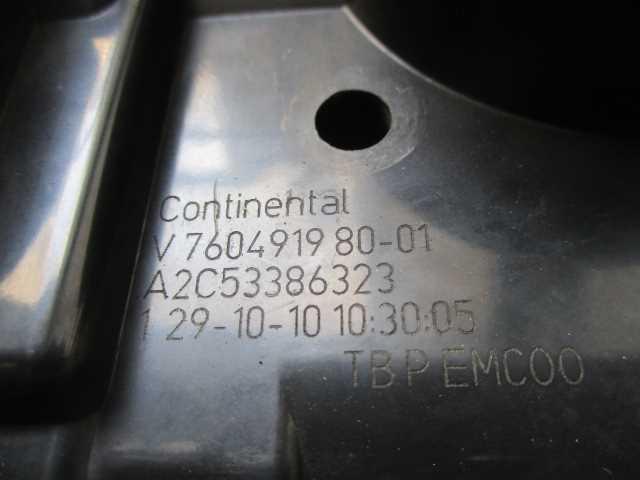 Continental
V 7604919 80-01
A2C53386323
1 29-10-10 10:30:05
TBP EMC00